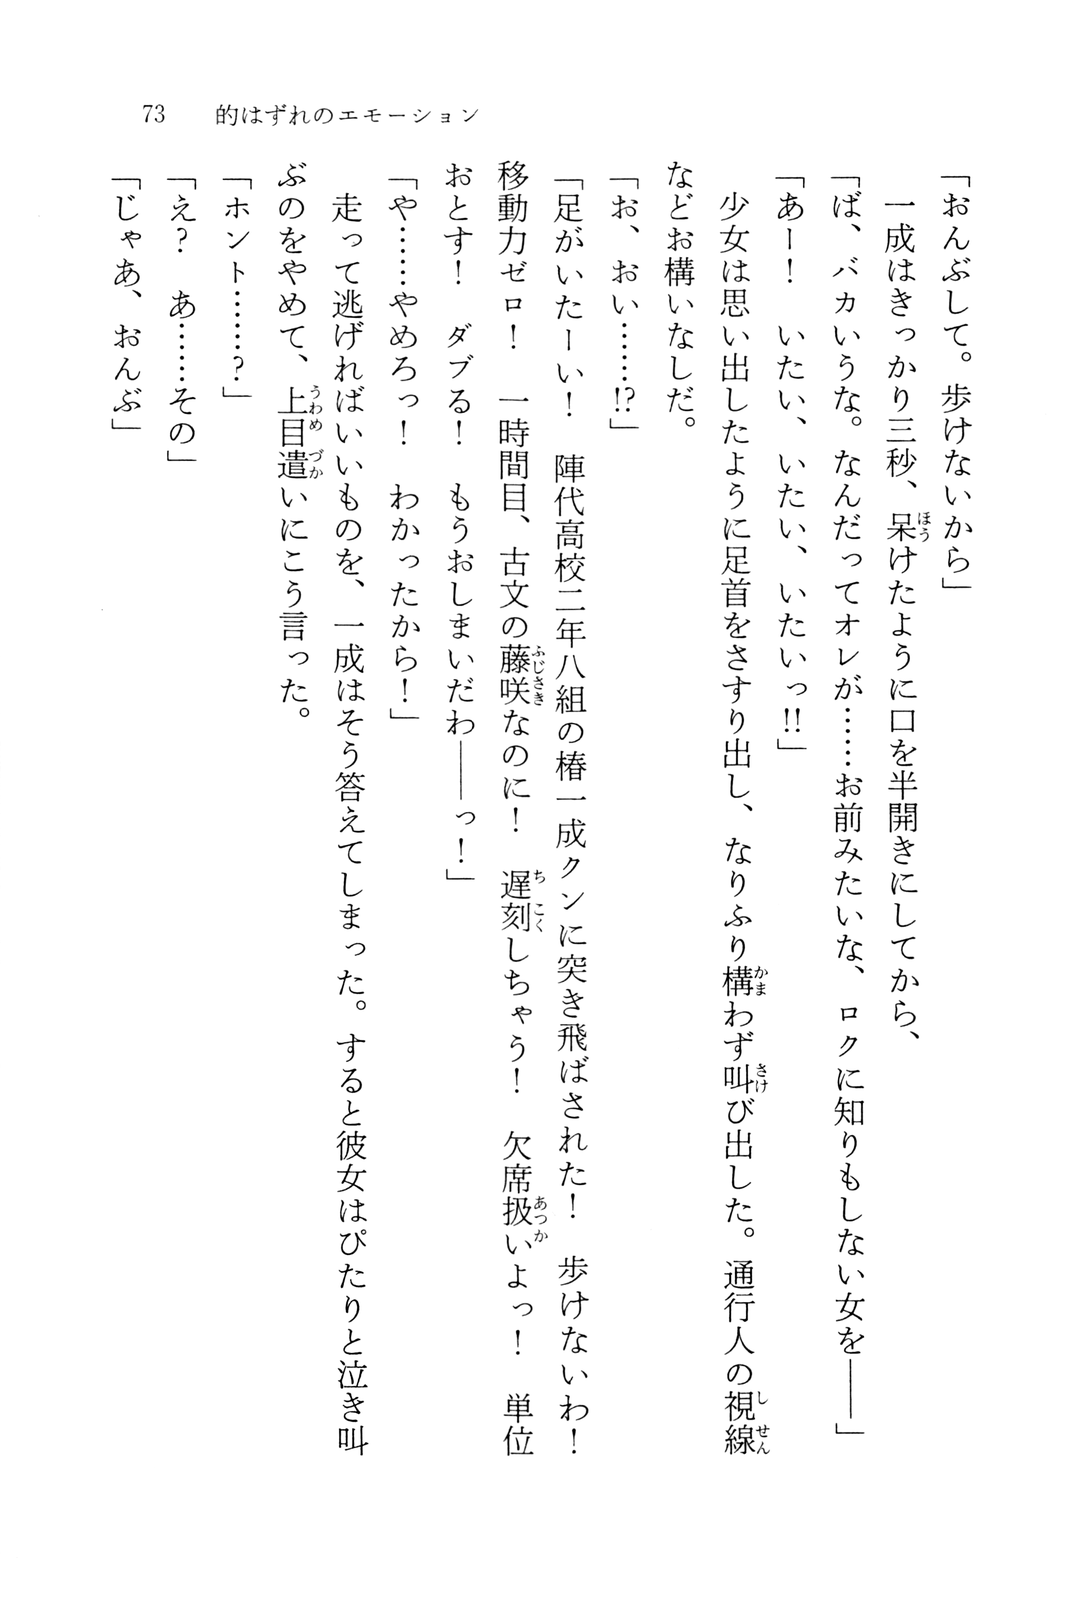 73　的はずれのエモーション
「おんぶして。歩けないから」
　一成はきっかり三秒、呆けたように口を半開きにしてから、
「ば、バカいうな。なんだってオレが……お前みたいな、ロクに知りもしない女を――」
「あー！　いたい、いたい、いたいっ!!」
　少女は思い出したように足首をさすり出し、なりふり構わず叫び出した。通行人の視線
などお構いなしだ。
「お、おい……!?」
「足がいたーい！　陣代高校二年八組の椿一成クンに突き飛ばされた！　歩けないわ！
移動力ゼロ！　一時間目、古文の藤咲なのに！　遅刻しちゃう！　欠席扱いよっ！　単位
おとす！　ダブる！　もうおしまいだわ――っ！」
「や……やめろっ！　わかったから！」
　走って逃げればいいものを、一成はそう答えてしまった。すると彼女はぴたりと泣き叫
ぶのをやめて、上目遣いにこう言った。
「ホント……？」
「え？　あ……その」
「じゃあ、おんぶ」